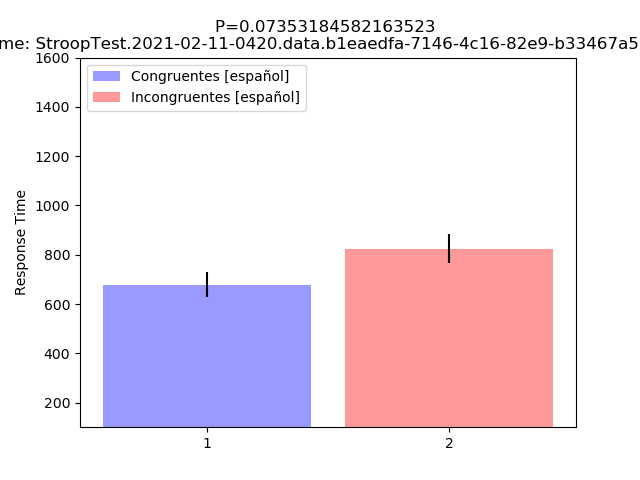 P=0.07353184582163523
me: StroopTest.2021-02-11-0420.data.b1eaedfa-7146-4c16-82e9-b33467a5
1600
Congruentes [español]
Incongruentes [español]
1400
1200
1000
800
600
400
200
Response Time
1 2